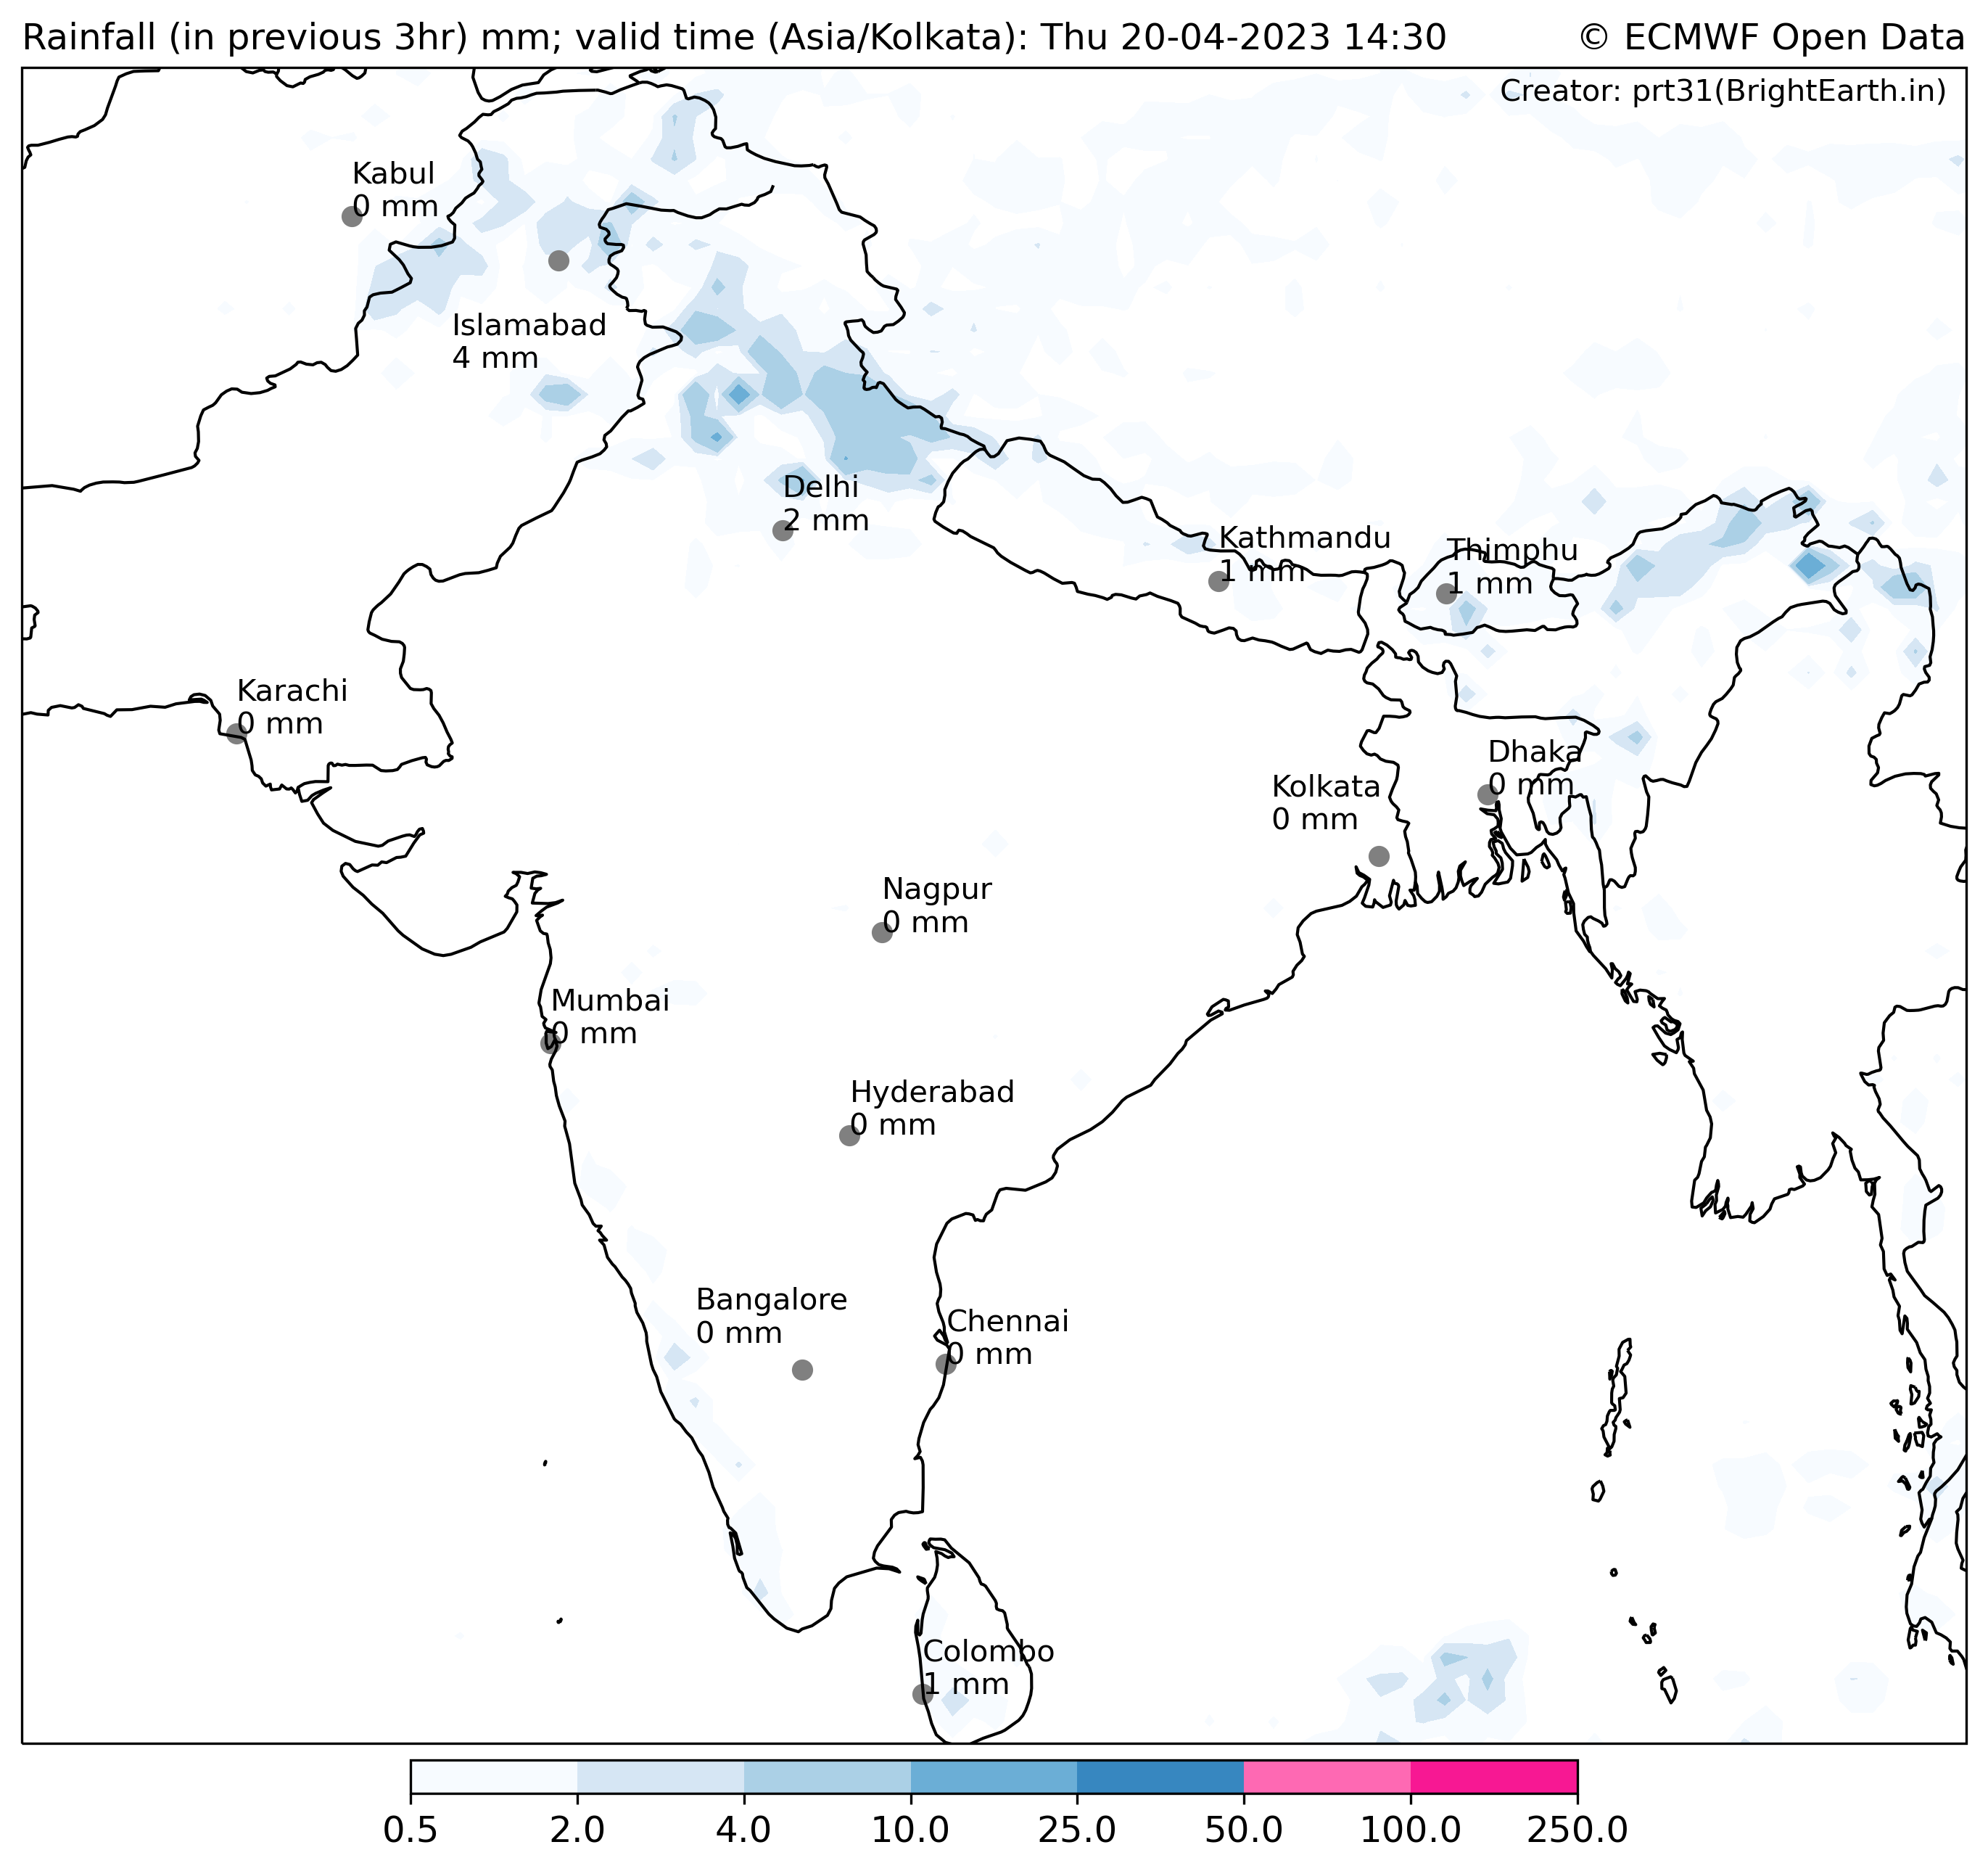 Rainfall (in previous 3hr) mm; valid time (Asia/Kolkata): Thu 20-04-2023 14:30
© ECMWF Open Data
Creator: prt31(BrightEarth.in)
Kabul
0 mm
Islamabad
4 mm
Delhi
2 mm
Kathmandu
1 mm
Thimphu
1 mm
Karachi
0 mm
Dhaka
0 mm
Kolkata
0 mm
Nagpur
0 mm
Mumbai
0 mm
Hyderabad
0 mm
Bangalore
0 mm
Chennai
0 mm
Colombo
1 mm
0.5 2.0 4.0 10.0 25.0 50.0 100.0 250.0